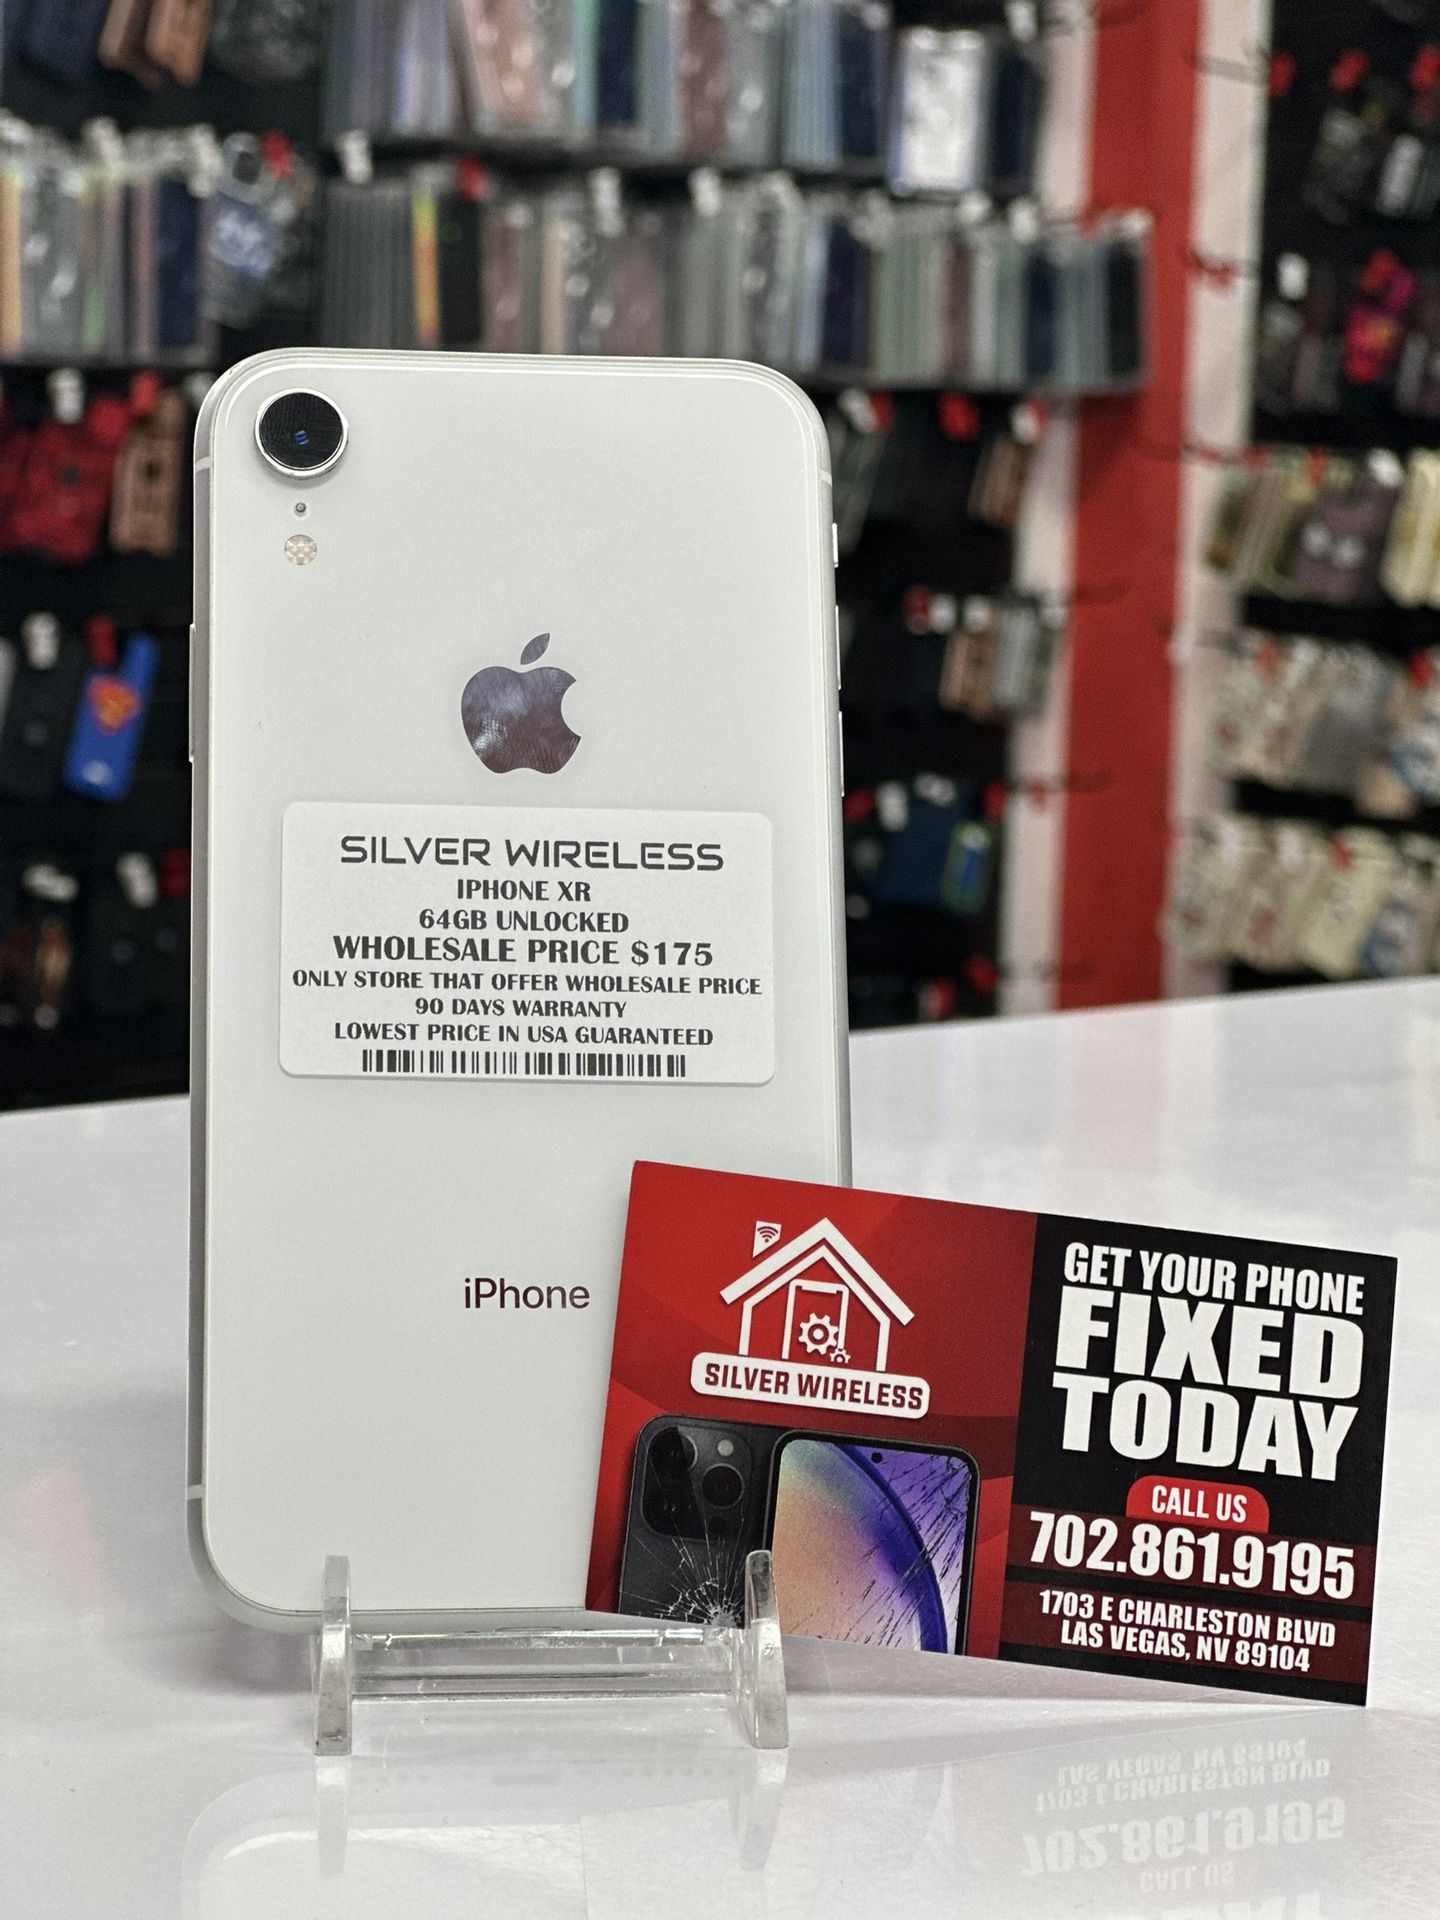 SILVER WIRELESS
IPHONE XR
64GB UNLOCKED
WHOLESALE PRICE $175
ONLY STORE THAT OFFER WHOLESALE PRICE
90 DAYS WARRANTY
LOWEST PRICE IN USA GUARANTEED
iPhone
SILVER WIRELESS
GET YOUR PHONE
FIXED
TODAY
CALL US
702.861.9195
1703 E CHARLESTON BLVD
LAS VEGAS, NV 89104